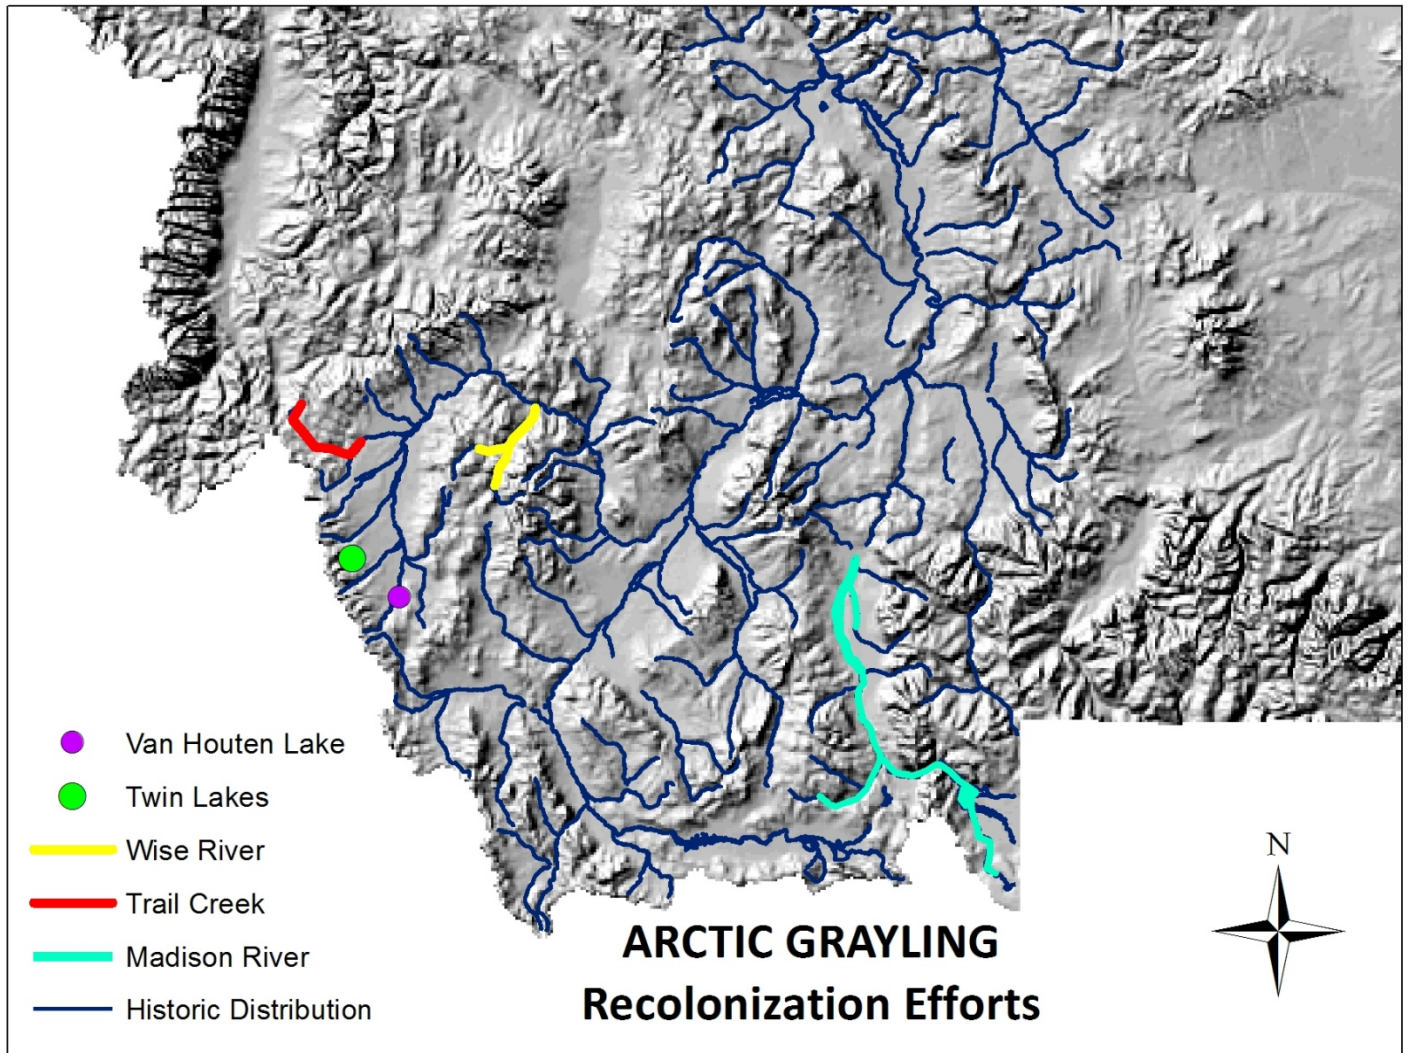 Van Houten Lake
Twin Lakes
Wise River
Trail Creek
Madison River
Historic Distribution
ARCTIC GRAYLING
Recolonization Efforts
N